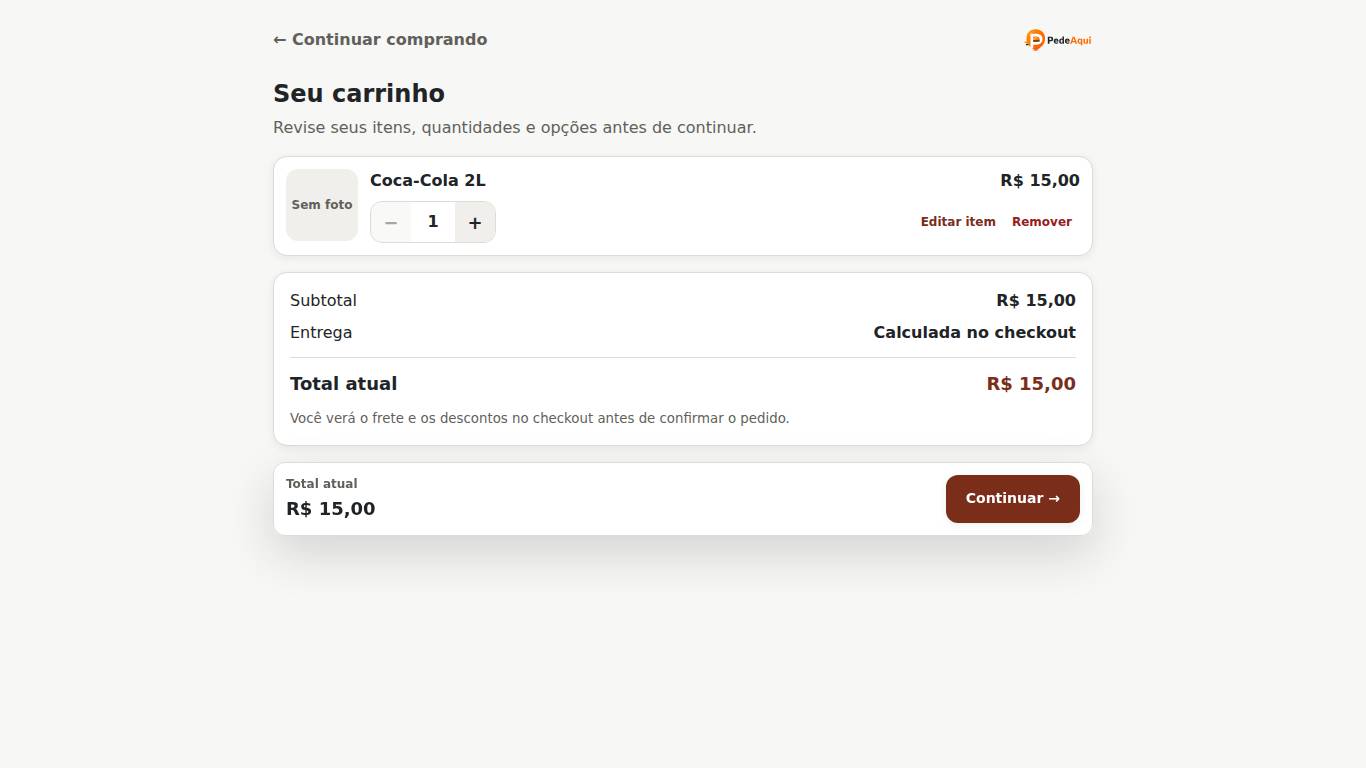 ← Continuar comprando
PedeAqui
Seu carrinho
Revise seus itens, quantidades e opções antes de continuar.
Sem foto
Coca-Cola 2L
R$ 15,00
− 1 +
Editar item
Remover
Subtotal
R$ 15,00
Entrega
Calculada no checkout
Total atual
R$ 15,00
Você verá o frete e os descontos no checkout antes de confirmar o pedido.
Total atual
R$ 15,00
Continuar →